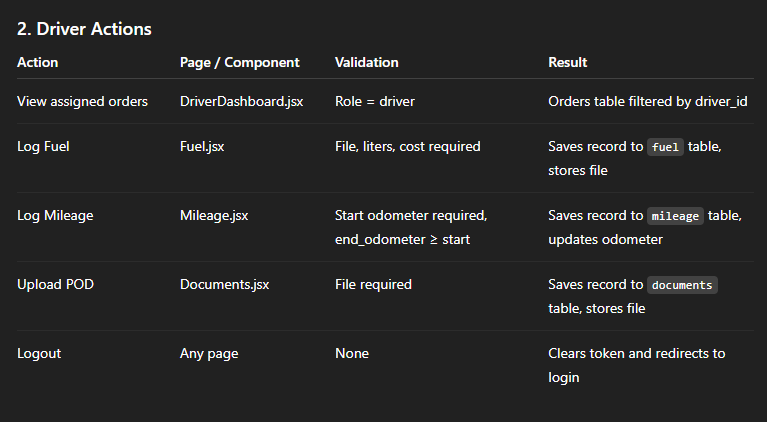 2. Driver Actions
Action Page / Component Validation Result
View assigned orders DriverDashboard.jsx Role = driver Orders table filtered by driver_id
Log Fuel Fuel.jsx File, liters, cost required Saves record to fuel table,
stores file
Log Mileage Mileage.jsx Start odometer required, Saves record to mileage table,
end_odometer ≥ start updates odometer
Upload POD Documents.jsx File required Saves record to documents
table, stores file
Logout Any page None Clears token and redirects to
login